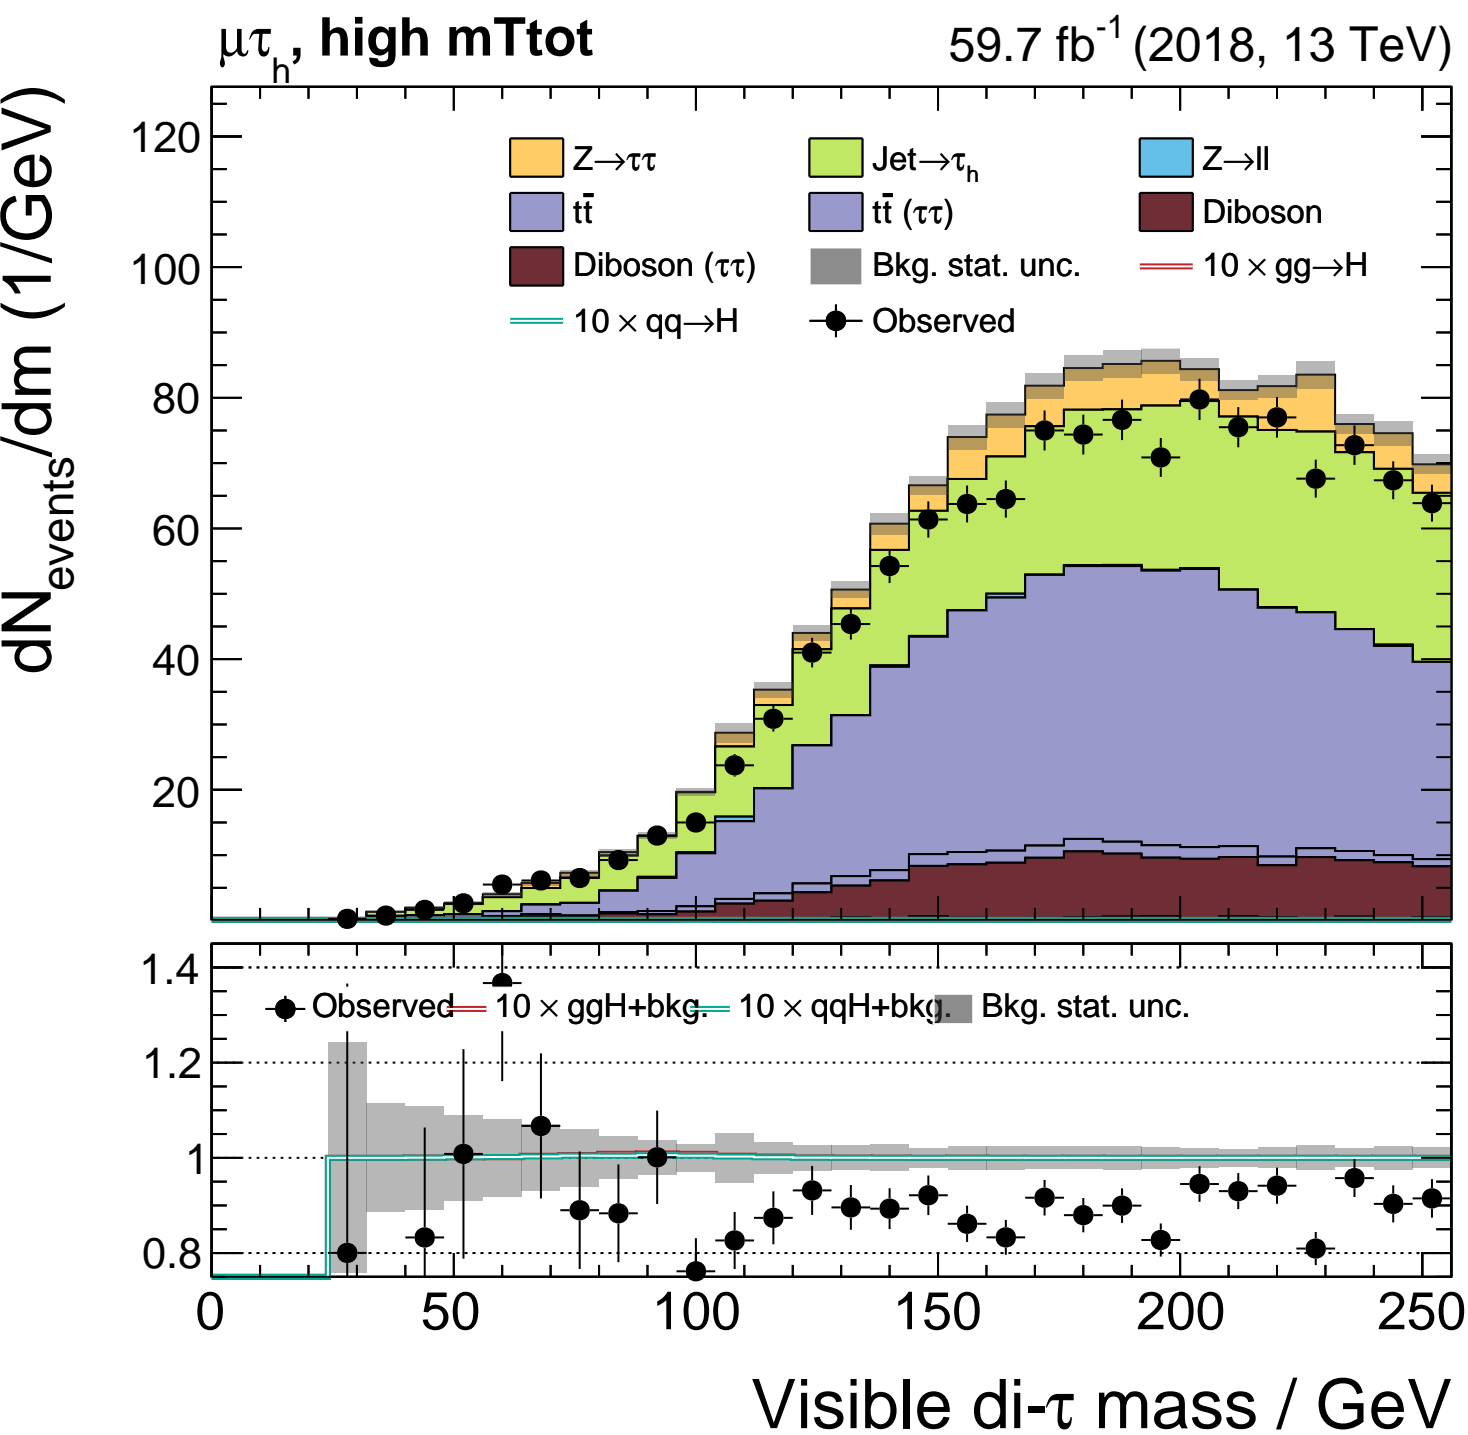 μτh, high mTtot 59.7 fb-1 (2018, 13 TeV)
dNevents/dm (1/GeV)
120
100
80
60
40
20
Z→ττ Jet→τh Z→ll
tt̄ tt̄ (ττ) Diboson
Diboson (ττ) Bkg. stat. unc. 10 × gg→H
10 × qq→H Observed
1.4
1.2
1
0.8
Observed 10 × ggH+bkg. 10 × qqH+bkg. Bkg. stat. unc.
0 50 100 150 200 250
Visible di-τ mass / GeV